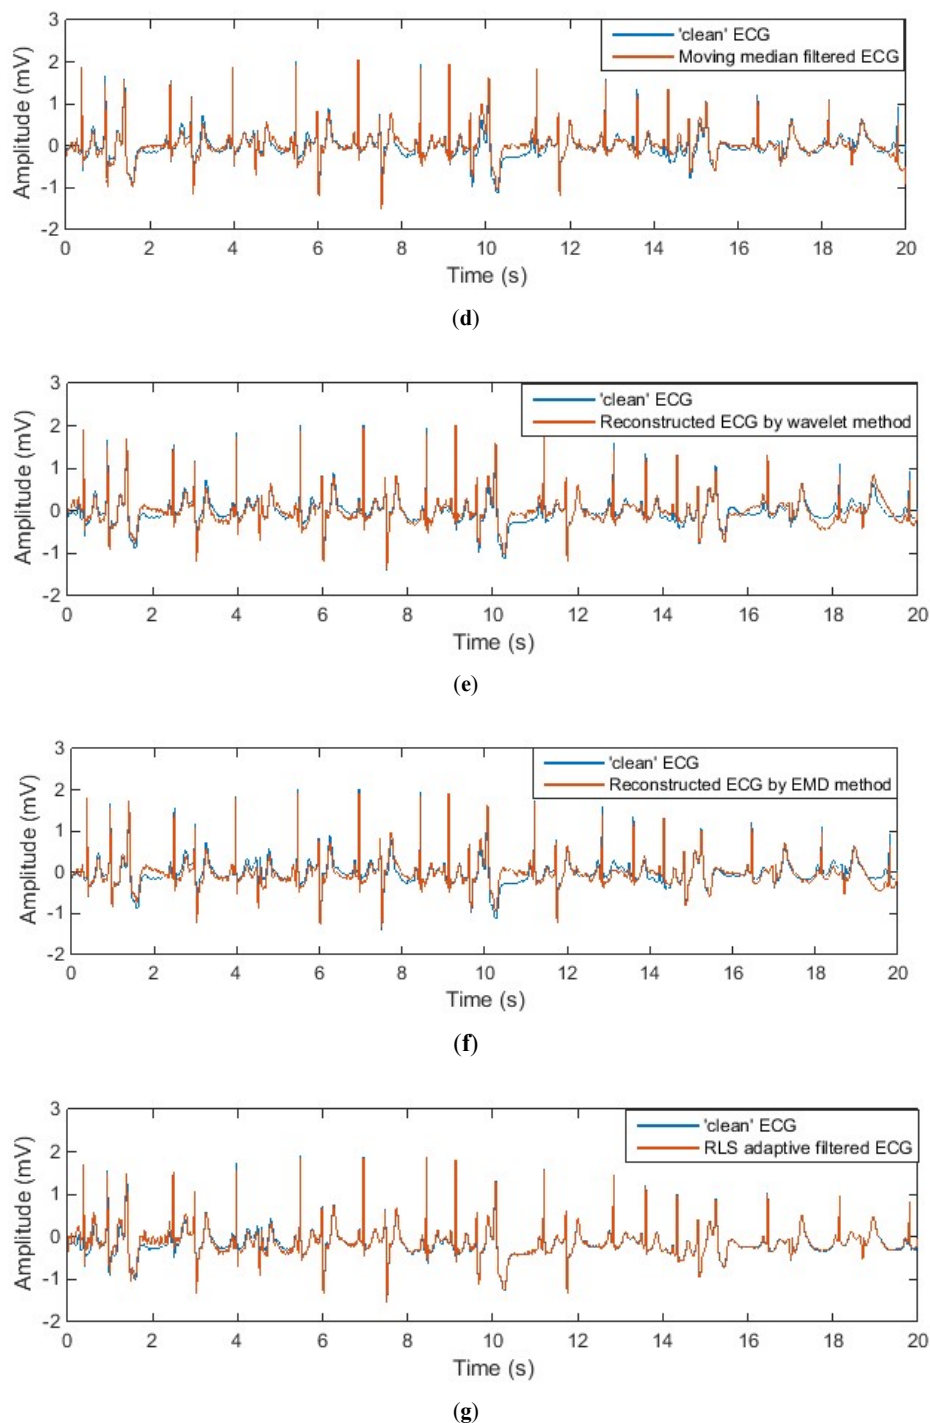 3
2
1
0
-1
-2
Amplitude (mV)
'clean' ECG
Moving median filtered ECG
0 2 4 6 8 10 12 14 16 18 20
Time (s)
(d)
3
2
1
0
-1
-2
Amplitude (mV)
'clean' ECG
Reconstructed ECG by wavelet method
0 2 4 6 8 10 12 14 16 18 20
Time (s)
(e)
3
2
1
0
-1
-2
Amplitude (mV)
'clean' ECG
Reconstructed ECG by EMD method
0 2 4 6 8 10 12 14 16 18 20
Time (s)
(f)
3
2
1
0
-1
-2
Amplitude (mV)
'clean' ECG
RLS adaptive filtered ECG
0 2 4 6 8 10 12 14 16 18 20
Time (s)
(g)